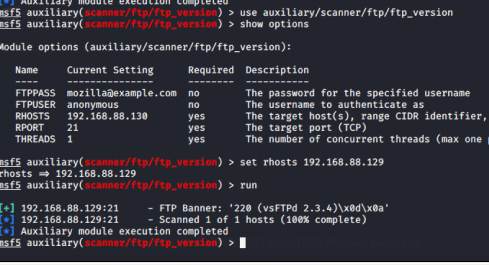 [*] Auxiliary module execution completed
msf5 auxiliary(scanner/ftp/ftp_version) > use auxiliary/scanner/ftp/ftp_version
msf5 auxiliary(scanner/ftp/ftp_version) > show options
Module options (auxiliary/scanner/ftp/ftp_version):
Name Current Setting Required Description
---- --------------- -------- -----------
FTPPASS mozilla@example.com no The password for the specified username
FTPUSER anonymous no The username to authenticate as
RHOSTS 192.168.88.130 yes The target host(s), range CIDR identifier,
RPORT 21 yes The target port (TCP)
THREADS 1 yes The number of concurrent threads (max one p
msf5 auxiliary(scanner/ftp/ftp_version) > set rhosts 192.168.88.129
rhosts => 192.168.88.129
msf5 auxiliary(scanner/ftp/ftp_version) > run
[+] 192.168.88.129:21 - FTP Banner: '220 (vsFTPd 2.3.4)\x0d\x0a'
[*] 192.168.88.129:21 - Scanned 1 of 1 hosts (100% complete)
[*] Auxiliary module execution completed
msf5 auxiliary(scanner/ftp/ftp_version) >